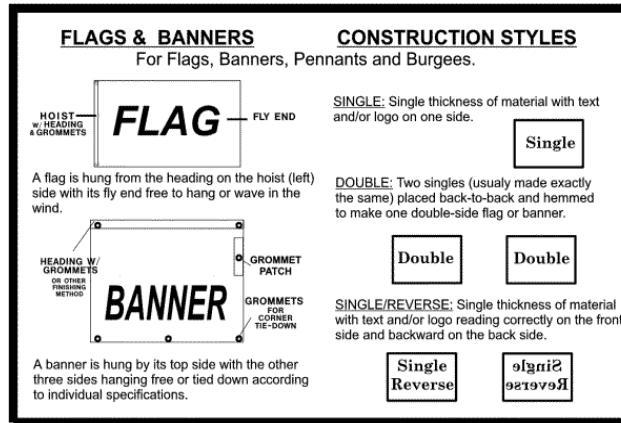 FLAGS & BANNERS
CONSTRUCTION STYLES
For Flags, Banners, Pennants and Burgees.
HOIST
W/ HEADING
& GROMMETS
FLAG
FLY END
A flag is hung from the heading on the hoist (left)
side with its fly end free to hang or wave in the
wind.
HEADING W/
GROMMETS
OR OTHER
FINISHING
METHOD
BANNER
GROMMET
PATCH
GROMMETS
FOR
CORNER
TIE-DOWN
A banner is hung by its top side with the other
three sides hanging free or tied down according
to individual specifications.
SINGLE: Single thickness of material with text
and/or logo on one side.
Single
DOUBLE: Two singles (usualy made exactly
the same) placed back-to-back and hemmed
to make one double-side flag or banner.
Double
Double
SINGLE/REVERSE: Single thickness of material
with text and/or logo reading correctly on the front
side and backward on the back side.
Single
Reverse
Single
Reverse